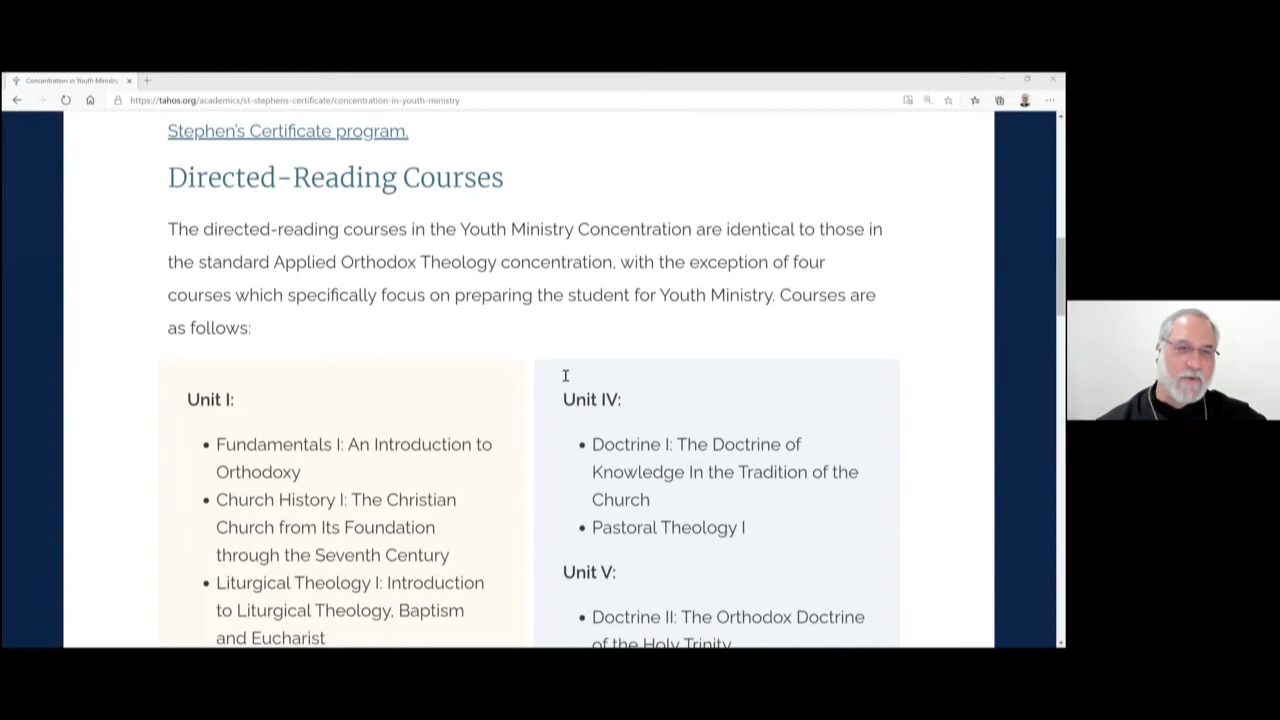 Concentration in Youth Ministry
https://tahos.org/academics/st-stephens-certificate/concentration-in-youth-ministry
Stephen's Certificate program.
Directed-Reading Courses
The directed-reading courses in the Youth Ministry Concentration are identical to those in
the standard Applied Orthodox Theology concentration, with the exception of four
courses which specifically focus on preparing the student for Youth Ministry. Courses are
as follows:
Unit I:
• Fundamentals I: An Introduction to
Orthodoxy
• Church History I: The Christian
Church from Its Foundation
through the Seventh Century
• Liturgical Theology I: Introduction
to Liturgical Theology, Baptism
and Eucharist
Unit IV:
• Doctrine I: The Doctrine of
Knowledge In the Tradition of the
Church
• Pastoral Theology I
Unit V:
• Doctrine II: The Orthodox Doctrine
of the Holy Trinity